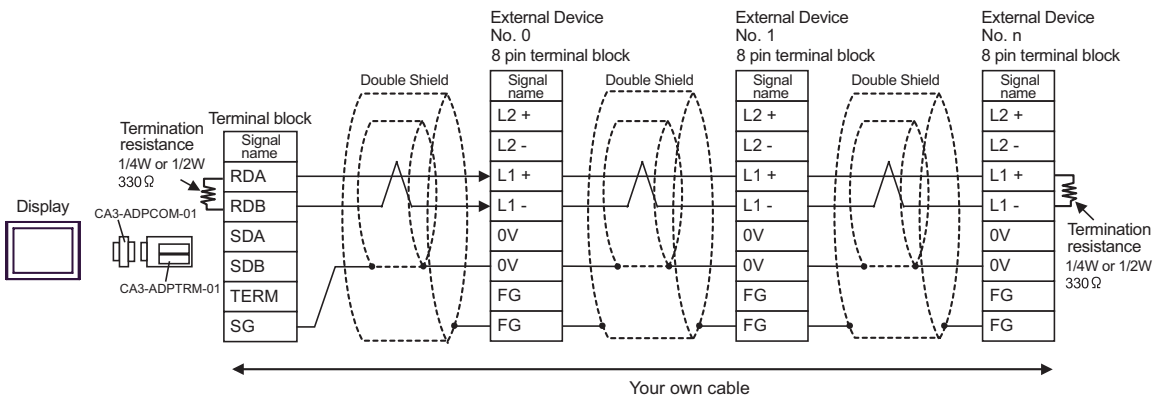 External Device
No. 0
8 pin terminal block
External Device
No. 1
8 pin terminal block
External Device
No. n
8 pin terminal block
Double Shield
Double Shield
Double Shield
Signal
name
L2 +
L2 -
L1 +
L1 -
0V
0V
FG
FG
Signal
name
L2 +
L2 -
L1 +
L1 -
0V
0V
FG
FG
Signal
name
L2 +
L2 -
L1 +
L1 -
0V
0V
FG
FG
Terminal block
Signal
name
RDA
RDB
SDA
SDB
TERM
SG
Termination
resistance
1/4W or 1/2W
330Ω
Display
CA3-ADPCOM-01
CA3-ADPTRM-01
Termination
resistance
1/4W or 1/2W
330Ω
Your own cable